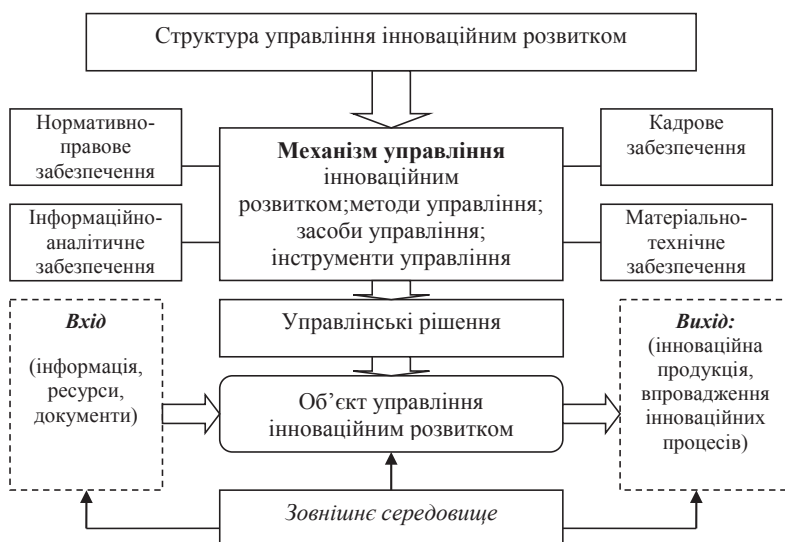 Структура управління інноваційним розвитком
Нормативно-
правове
забезпечення
Механізм управління
інноваційним
розвитком;методи управління;
засоби управління;
інструменти управління
Кадрове
забезпечення
Інформаційно-
аналітичне
забезпечення
Матеріально-
технічне
забезпечення
Вхід
(інформація,
ресурси,
документи)
Управлінські рішення
Об’єкт управління
інноваційним розвитком
Вихід:
(інноваційна
продукція,
впровадження
інноваційних
процесів)
Зовнішнє середовище